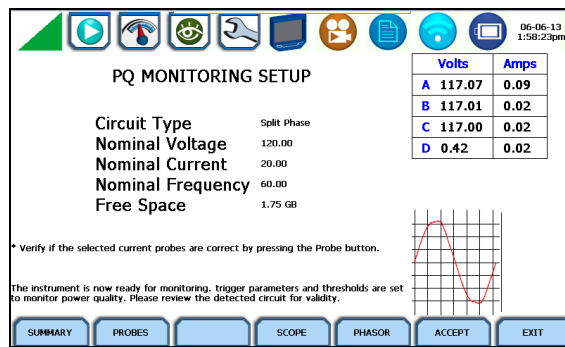 06-06-13
1:58:23pm
PQ MONITORING SETUP
Volts Amps
A 117.07 0.09
B 117.01 0.02
C 117.00 0.02
D 0.42 0.02
Circuit Type Split Phase
Nominal Voltage 120.00
Nominal Current 20.00
Nominal Frequency 60.00
Free Space 1.75 GB
* Verify if the selected current probes are correct by pressing the Probe button.
The instrument is now ready for monitoring. trigger parameters and thresholds are set
to monitor power quality. Please review the detected circuit for validity.
SUMMARY PROBES SCOPE PHASOR ACCEPT EXIT